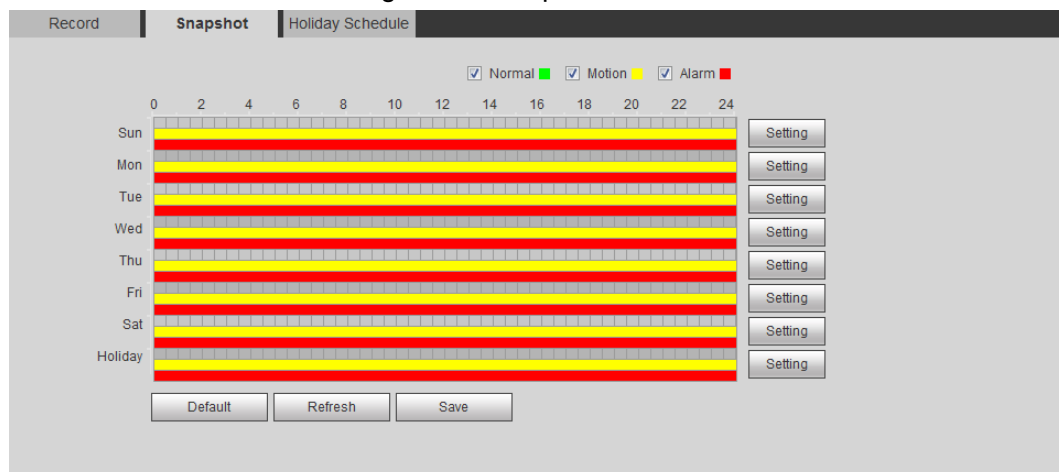 Record Snapshot Holiday Schedule
Normal Motion Alarm
0 2 4 6 8 10 12 14 16 18 20 22 24
Sun Setting
Mon Setting
Tue Setting
Wed Setting
Thu Setting
Fri Setting
Sat Setting
Holiday Setting
Default Refresh Save